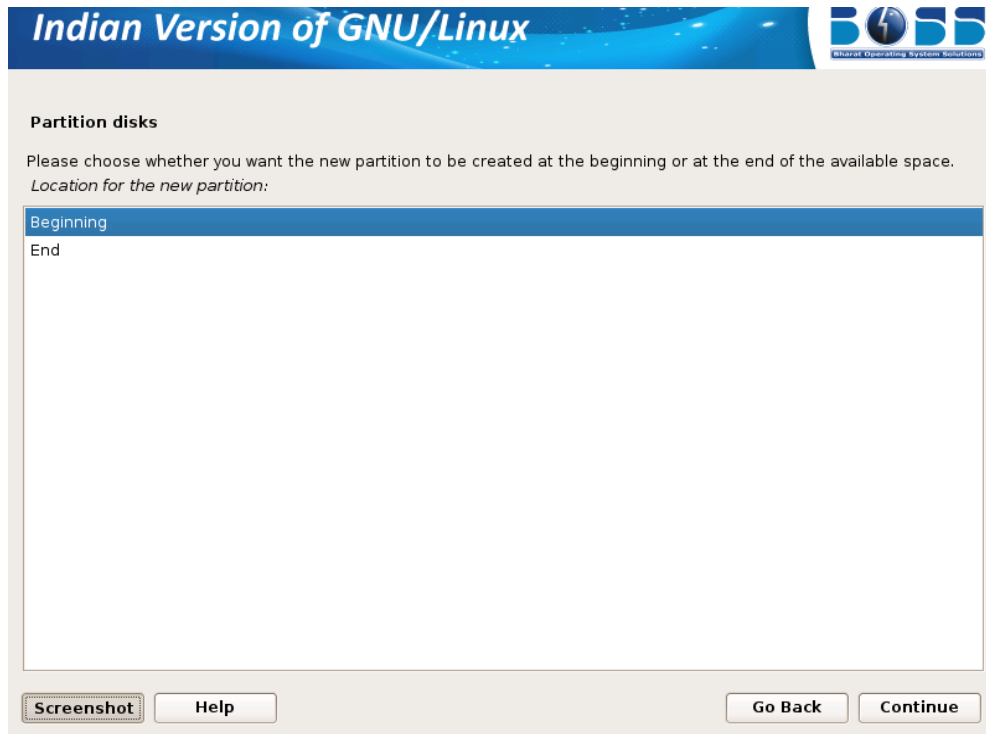 Indian Version of GNU/Linux
BOSS
Bharat Operating System Solutions
Partition disks
Please choose whether you want the new partition to be created at the beginning or at the end of the available space.
Location for the new partition:
Beginning
End
Screenshot Help Go Back Continue